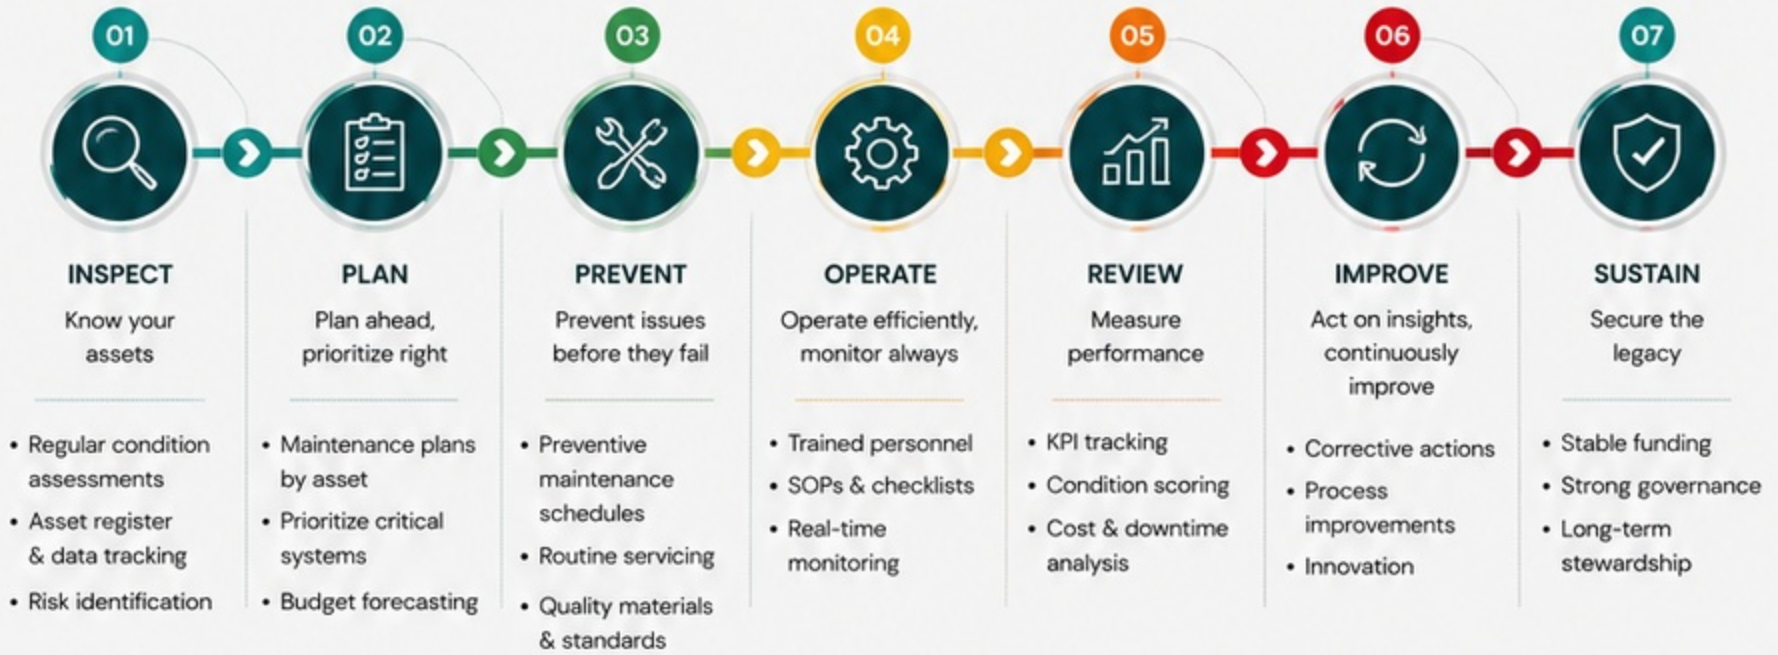 01
02
03
04
05
06
07
INSPECT
Know your
assets
• Regular condition
assessments
• Asset register
& data tracking
• Risk identification
PLAN
Plan ahead,
prioritize right
• Maintenance plans
by asset
• Prioritize critical
systems
• Budget forecasting
PREVENT
Prevent issues
before they fail
• Preventive
maintenance
schedules
• Routine servicing
• Quality materials
& standards
OPERATE
Operate efficiently,
monitor always
• Trained personnel
• SOPs & checklists
• Real-time
monitoring
REVIEW
Measure
performance
• KPI tracking
• Condition scoring
• Cost & downtime
analysis
IMPROVE
Act on insights,
continuously
improve
• Corrective actions
• Process
improvements
• Innovation
SUSTAIN
Secure the
legacy
• Stable funding
• Strong governance
• Long-term
stewardship